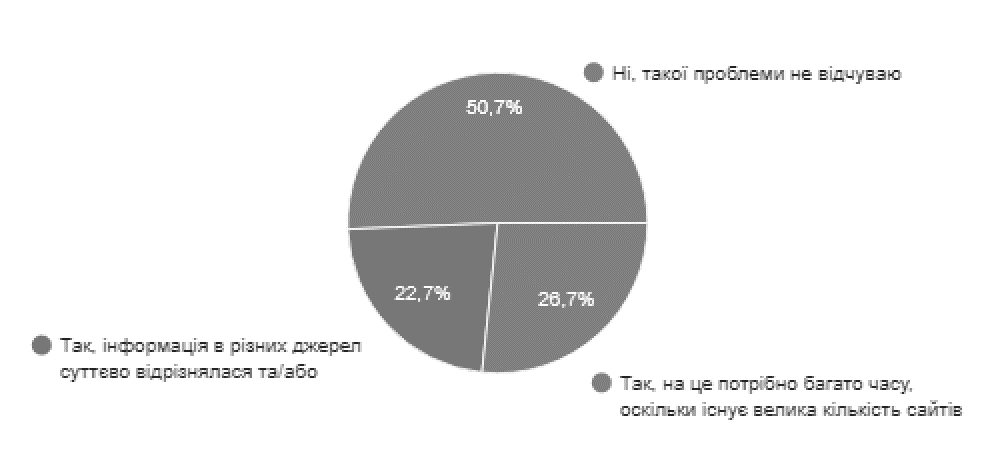 Ні, такої проблеми не відчуваю
50,7%
22,7%
26,7%
Так, інформація в різних джерел
суттєво відрізнялася та/або
Так, на це потрібно багато часу,
оскільки існує велика кількість сайтів